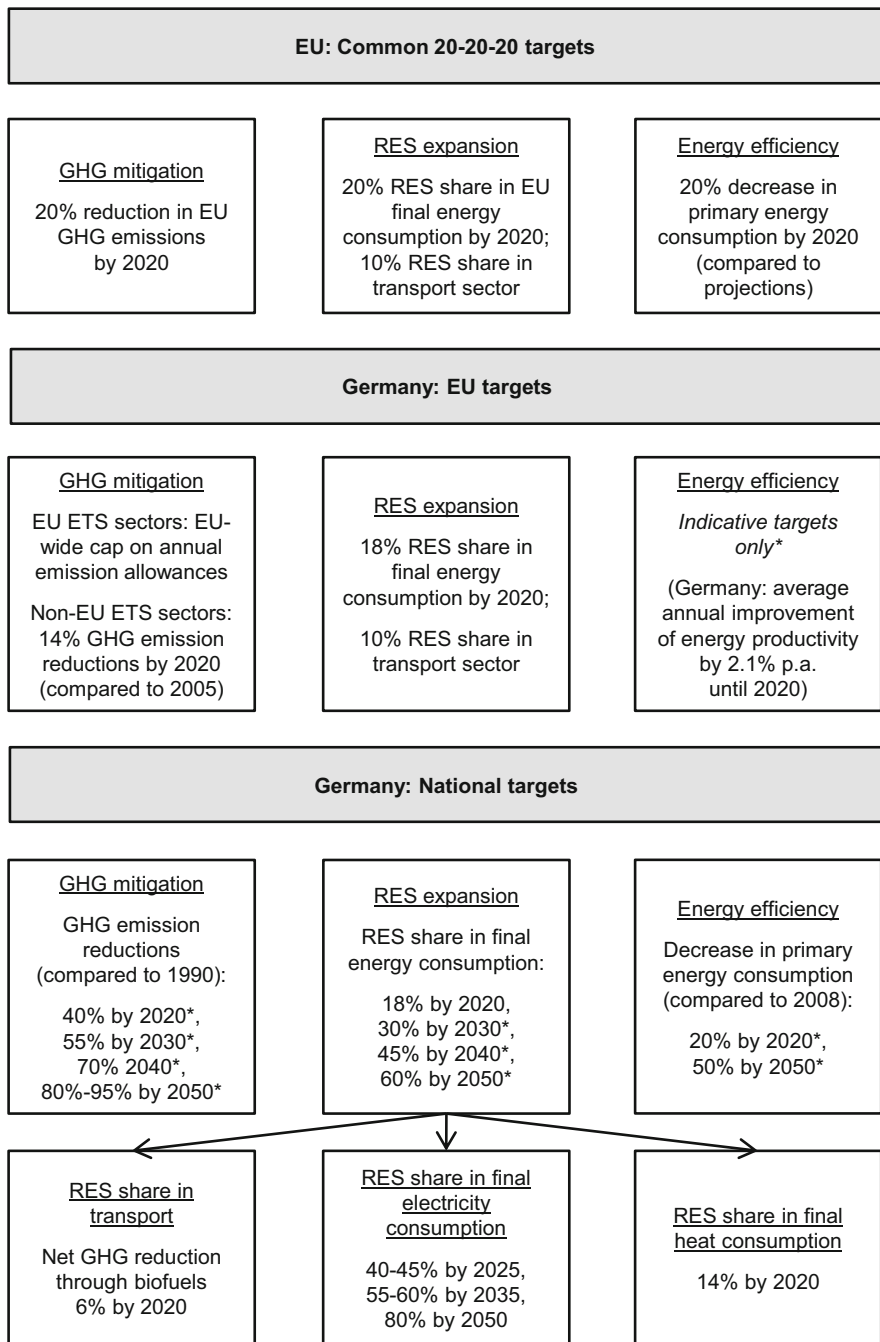 EU: Common 20-20-20 targets
GHG mitigation
20% reduction in EU
GHG emissions
by 2020
RES expansion
20% RES share in EU
final energy
consumption by 2020;
10% RES share in
transport sector
Energy efficiency
20% decrease in
primary energy
consumption by 2020
(compared to
projections)
Germany: EU targets
GHG mitigation
EU ETS sectors: EU-
wide cap on annual
emission allowances
Non-EU ETS sectors:
14% GHG emission
reductions by 2020
(compared to 2005)
RES expansion
18% RES share in
final energy
consumption by 2020;
10% RES share in
transport sector
Energy efficiency
Indicative targets
only*
(Germany: average
annual improvement
of energy productivity
by 2.1% p.a.
until 2020)
Germany: National targets
GHG mitigation
GHG emission
reductions
(compared to 1990):
40% by 2020*,
55% by 2030*,
70% 2040*,
80%-95% by 2050*
RES expansion
RES share in final
energy consumption:
18% by 2020,
30% by 2030*,
45% by 2040*,
60% by 2050*
Energy efficiency
Decrease in primary
energy consumption
(compared to 2008):
20% by 2020*,
50% by 2050*
RES share in
transport
Net GHG reduction
through biofuels
6% by 2020
RES share in final
electricity
consumption
40-45% by 2025,
55-60% by 2035,
80% by 2050
RES share in final
heat consumption
14% by 2020